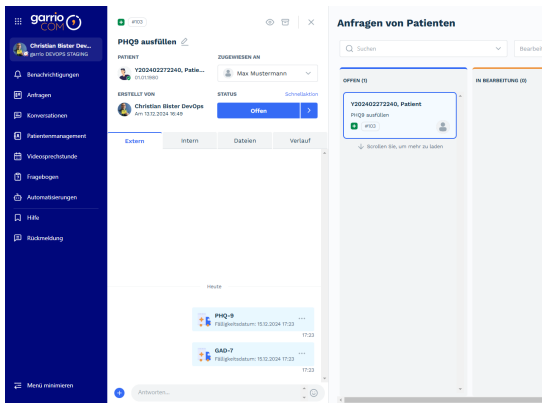 garrio
COM
Christian Bister Dev...
garrio DEVOPS STAGING
Benachrichtigungen
Anfragen
Konversationen
Patientenmanagement
Videosprechstunde
Fragebogen
Automatisierungen
Hilfe
Rückmeldung
Menü minimieren
#103
PHQ9 ausfüllen
PATIENT
ZUGEWIESEN AN
Y202402272240, Patie...
01.01.1980
Max Mustermann
ERSTELLT VON
STATUS
Schnellaktion
Christian Bister DevOps
Am 13.12.2024 16:49
Offen
Extern
Intern
Dateien
Verlauf
Heute
PHQ-9
Fälligkeitsdatum: 15.12.2024 17:23
17:23
GAD-7
Fälligkeitsdatum: 15.12.2024 17:23
17:23
Antworten...
Anfragen von Patienten
Suchen
Bearbei
OFFEN (1)
IN BEARBEITUNG (0)
Y202402272240, Patient
PHQ9 ausfüllen
#103
Scrollen Sie, um mehr zu laden